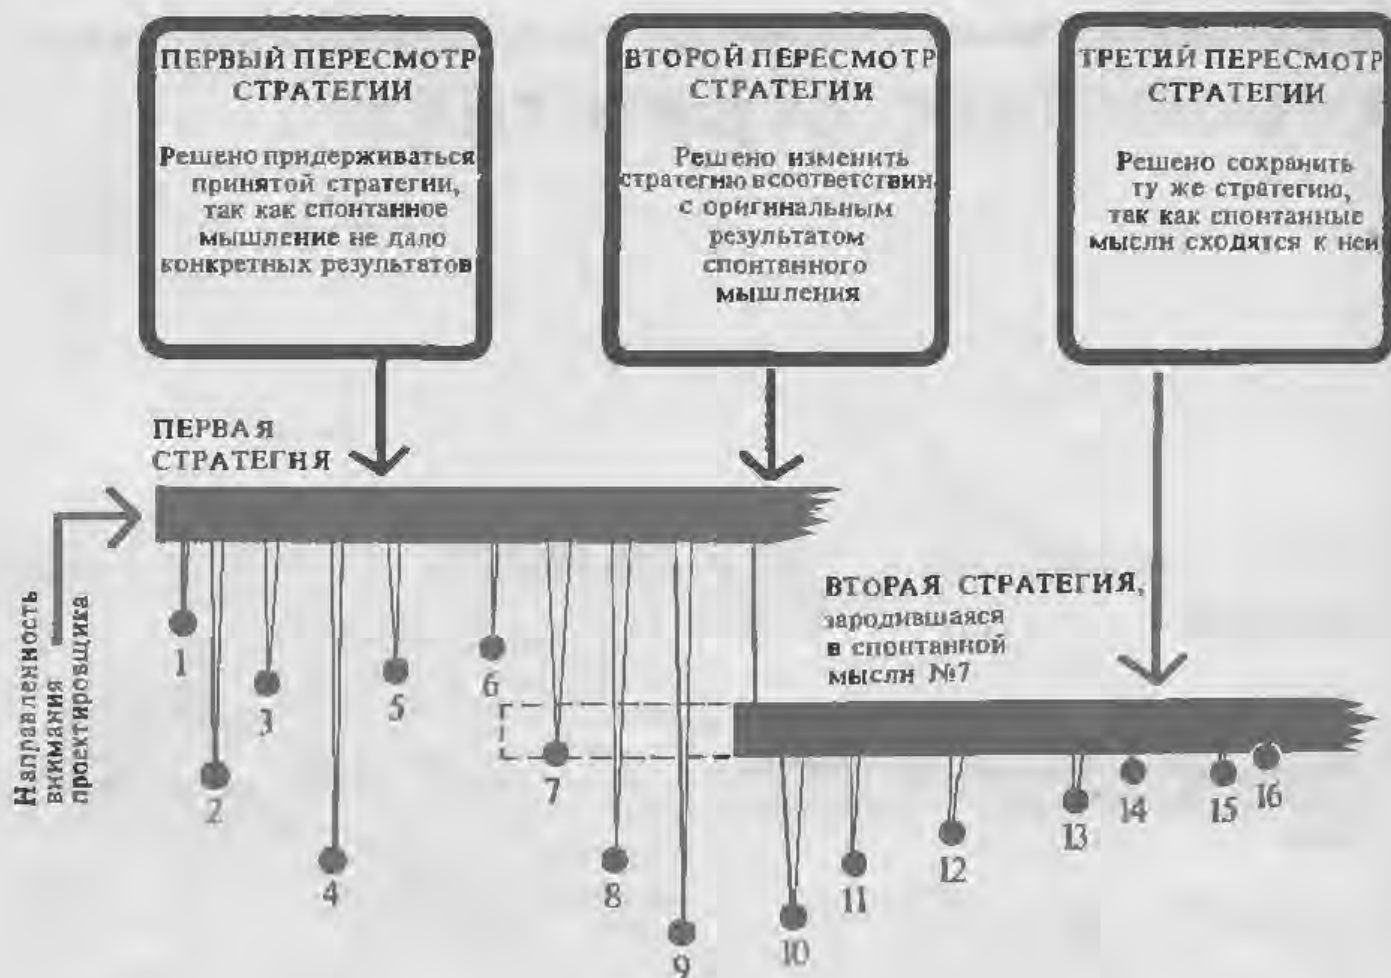 ПЕРВЫЙ ПЕРЕСМОТР
СТРАТЕГИИ
Решено придерживаться
принятой стратегии,
так как спонтанное
мышление не дало
конкретных результатов
ВТОРОЙ ПЕРЕСМОТР
СТРАТЕГИИ
Решено изменить
стратегию всоответствии
с оригинальным
результатом
спонтанного
мышления
ТРЕТИЙ ПЕРЕСМОТР
СТРАТЕГИИ
Решено сохранить
ту же стратегию,
так как спонтанные
мысли сходятся к ней
ПЕРВАЯ
СТРАТЕГИЯ
Направленность
внимания
проектировщика
ВТОРАЯ СТРАТЕГИЯ,
зародившаяся
в спонтанной
мысли №7
1
2
3
4
5
6
7
8
9
10
11
12
13
14
15
16